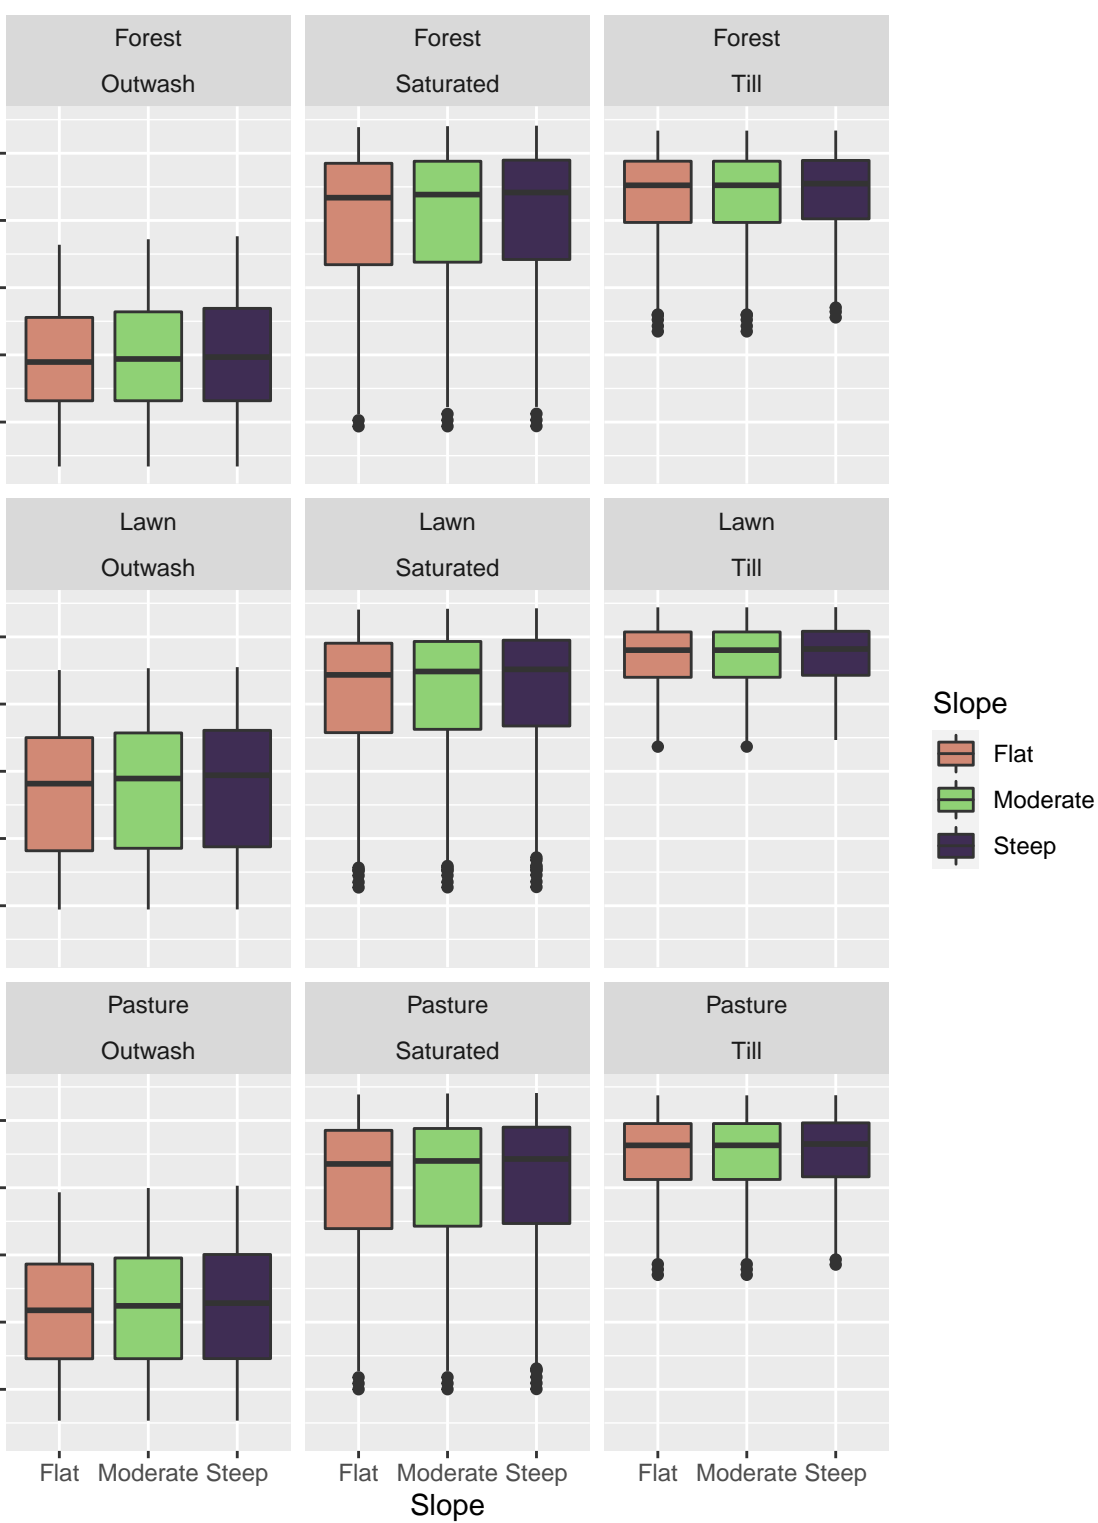 Forest Forest Forest
Outwash Saturated Till
Lawn Lawn Lawn
Outwash Saturated Till
Slope
Flat
Moderate
Steep
Pasture Pasture Pasture
Outwash Saturated Till
Flat Moderate Steep Flat Moderate Steep Flat Moderate Steep
Slope